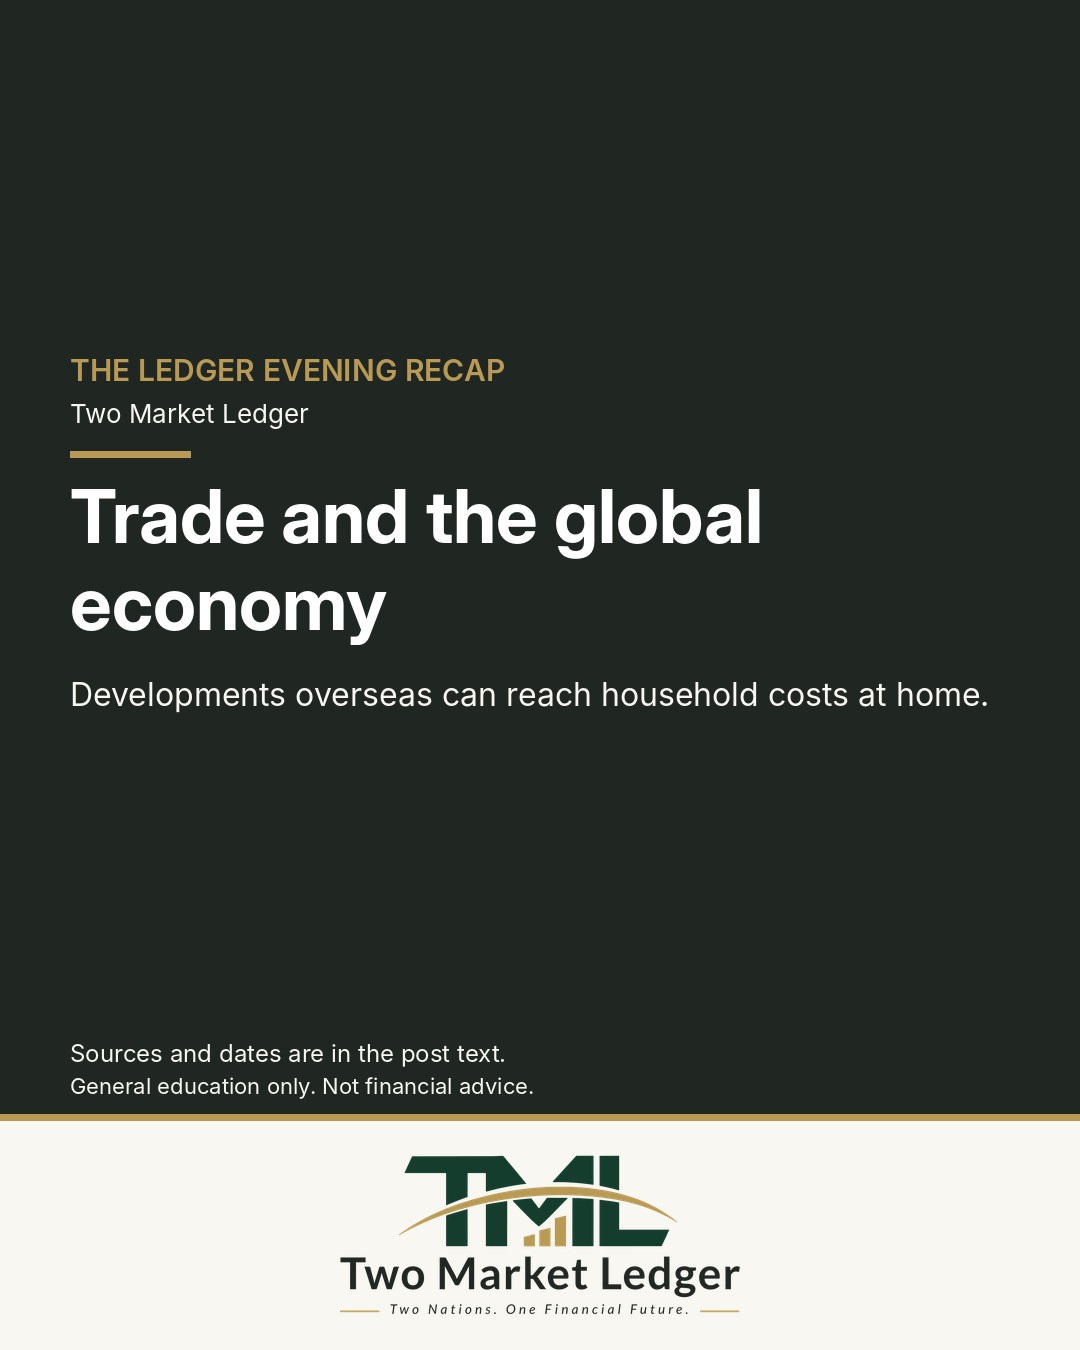 THE LEDGER EVENING RECAP
Two Market Ledger
Trade and the global
economy
Developments overseas can reach household costs at home.
Sources and dates are in the post text.
General education only. Not financial advice.
TML
Two Market Ledger
Two Nations. One Financial Future.